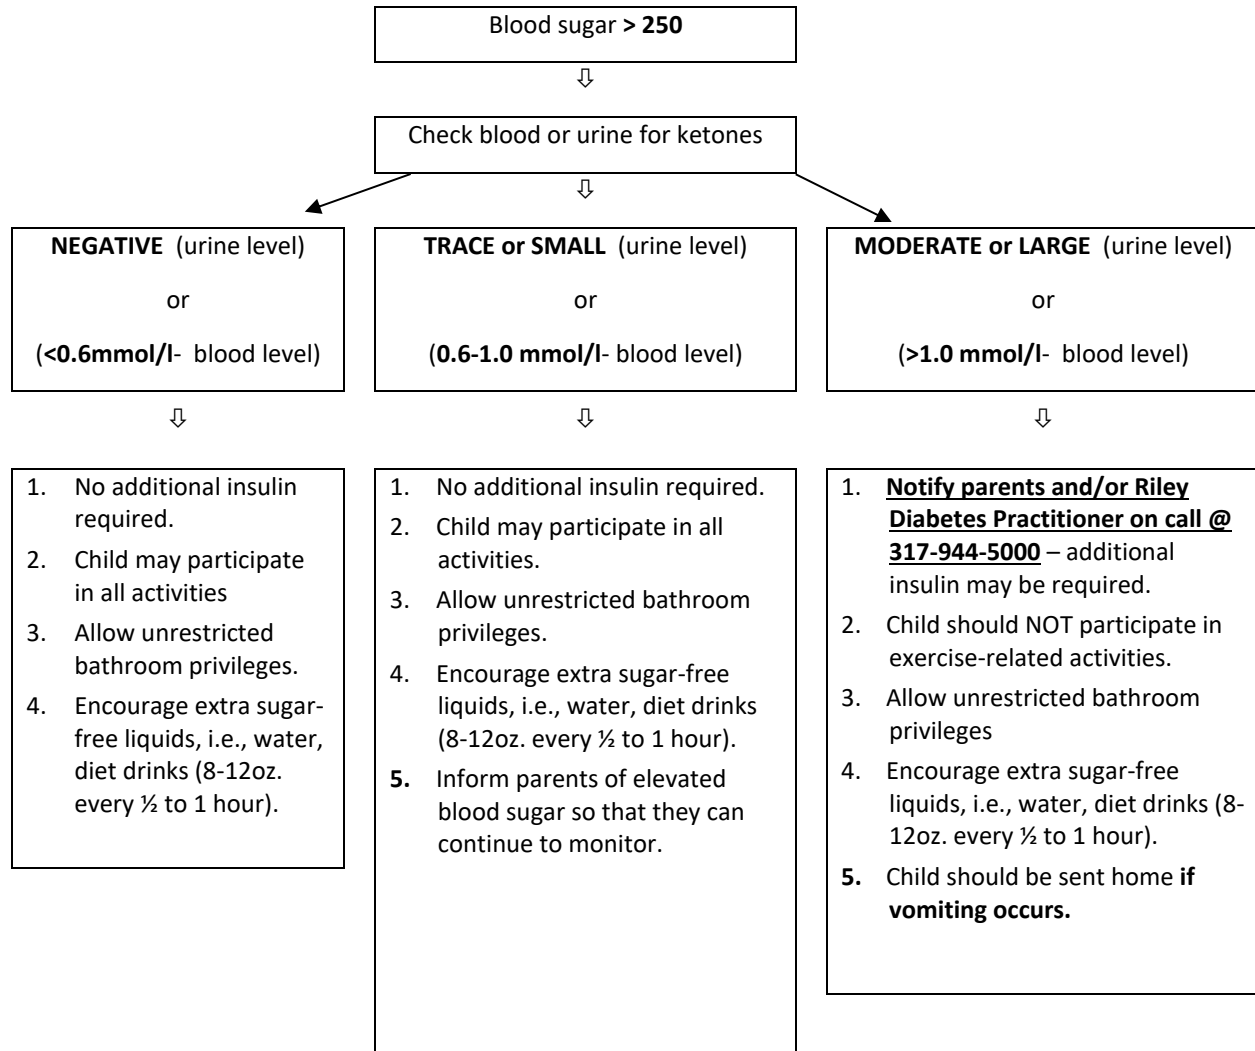 Blood sugar > 250
⇩
Check blood or urine for ketones
⇩
NEGATIVE (urine level)
or
(<0.6mmol/l- blood level)
⇩
1. No additional insulin
required.
2. Child may participate
in all activities
3. Allow unrestricted
bathroom privileges.
4. Encourage extra sugar-
free liquids, i.e., water,
diet drinks (8-12oz.
every ½ to 1 hour).
TRACE or SMALL (urine level)
or
(0.6-1.0 mmol/l- blood level)
⇩
1. No additional insulin required.
2. Child may participate in all
activities.
3. Allow unrestricted bathroom
privileges.
4. Encourage extra sugar-free
liquids, i.e., water, diet drinks
(8-12oz. every ½ to 1 hour).
5. Inform parents of elevated
blood sugar so that they can
continue to monitor.
MODERATE or LARGE (urine level)
or
(>1.0 mmol/l- blood level)
⇩
1. Notify parents and/or Riley
Diabetes Practitioner on call @
317-944-5000 – additional
insulin may be required.
2. Child should NOT participate in
exercise-related activities.
3. Allow unrestricted bathroom
privileges
4. Encourage extra sugar-free
liquids, i.e., water, diet drinks (8-
12oz. every ½ to 1 hour).
5. Child should be sent home if
vomiting occurs.